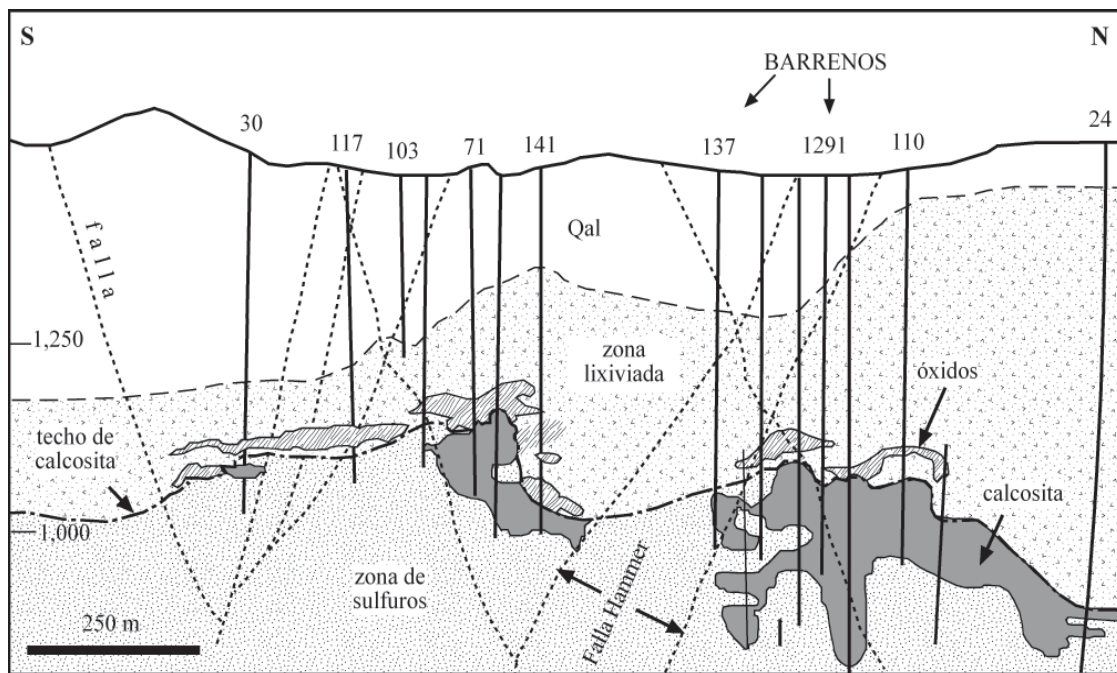 S
N
BARRENOS
30
117
103
71
141
137
1291
110
24
Qal
falla
1,250
zona
lixiviada
óxidos
techo de
calcosita
calcosita
1,000
zona de
sulfuros
Falla Hammer
250 m